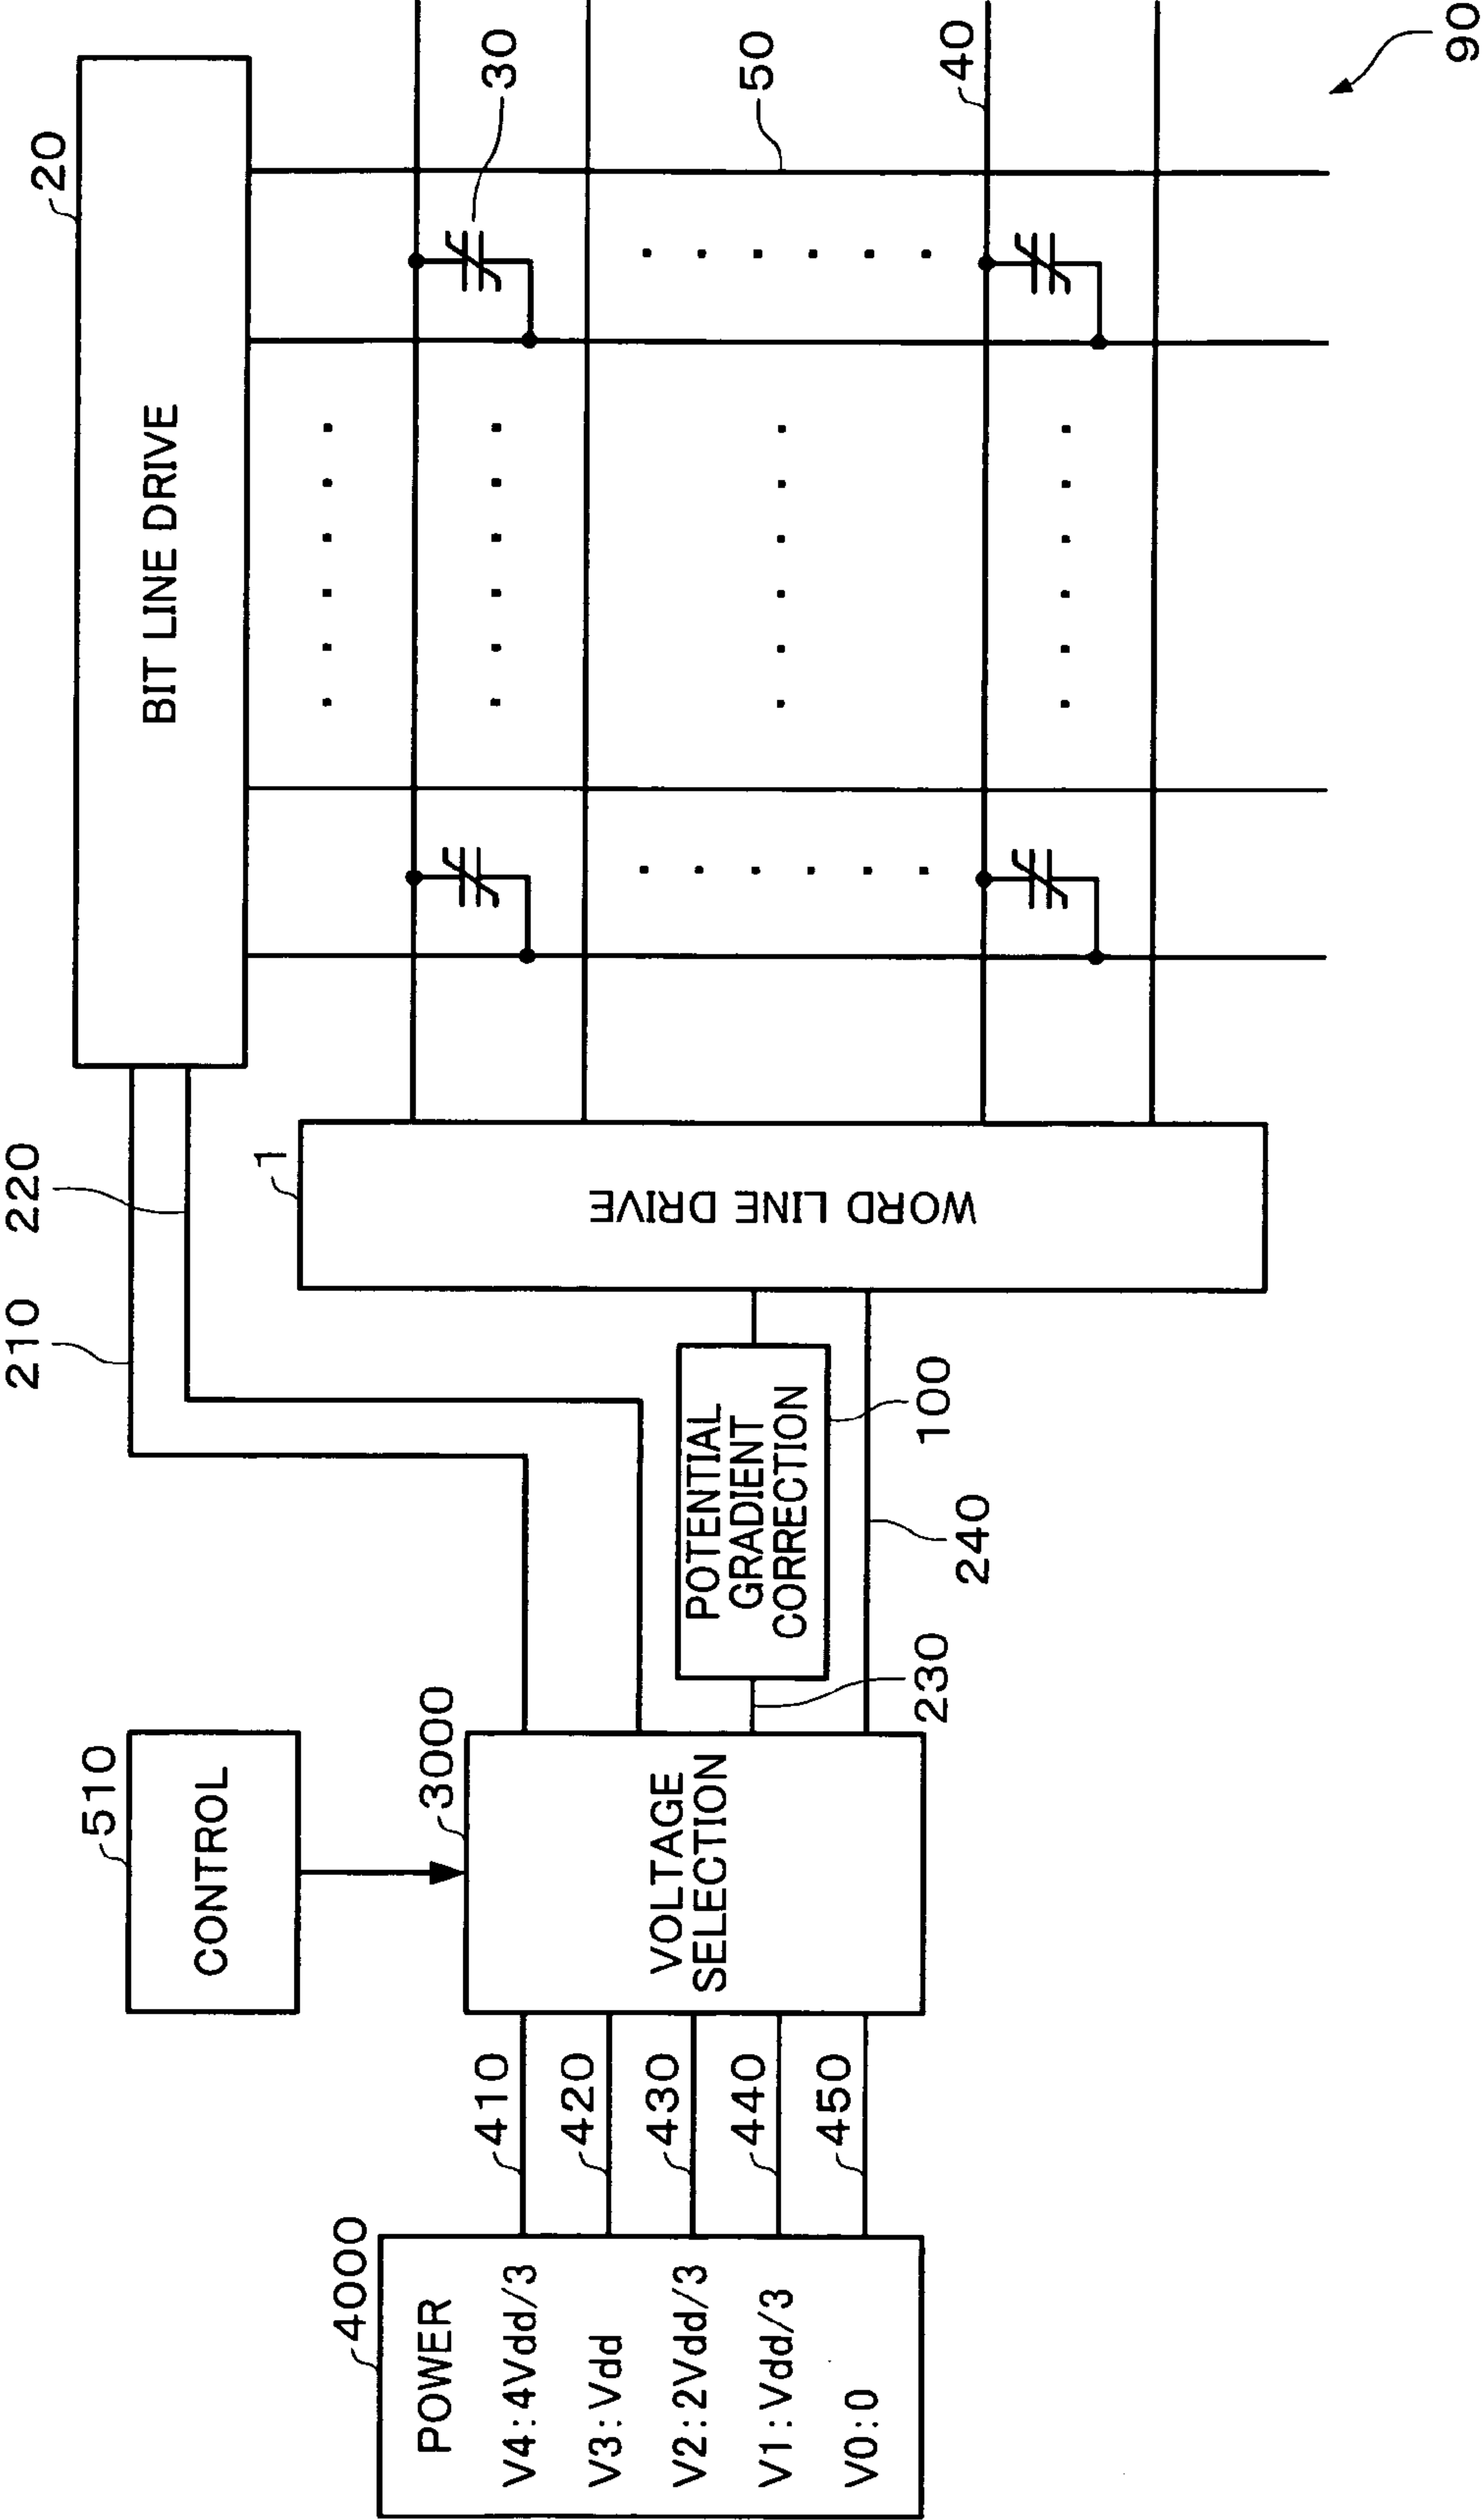 20
BIT LINE DRIVE
30
50
40
90
210
220
1
WORD LINE DRIVE
POTENTIAL
GRADIENT
CORRECTION
100
230
240
510
CONTROL
3000
VOLTAGE
SELECTION
410
420
430
440
450
4000
POWER
V4:4Vdd/3
V3:Vdd
V2:2Vdd/3
V1:Vdd/3
V0:0